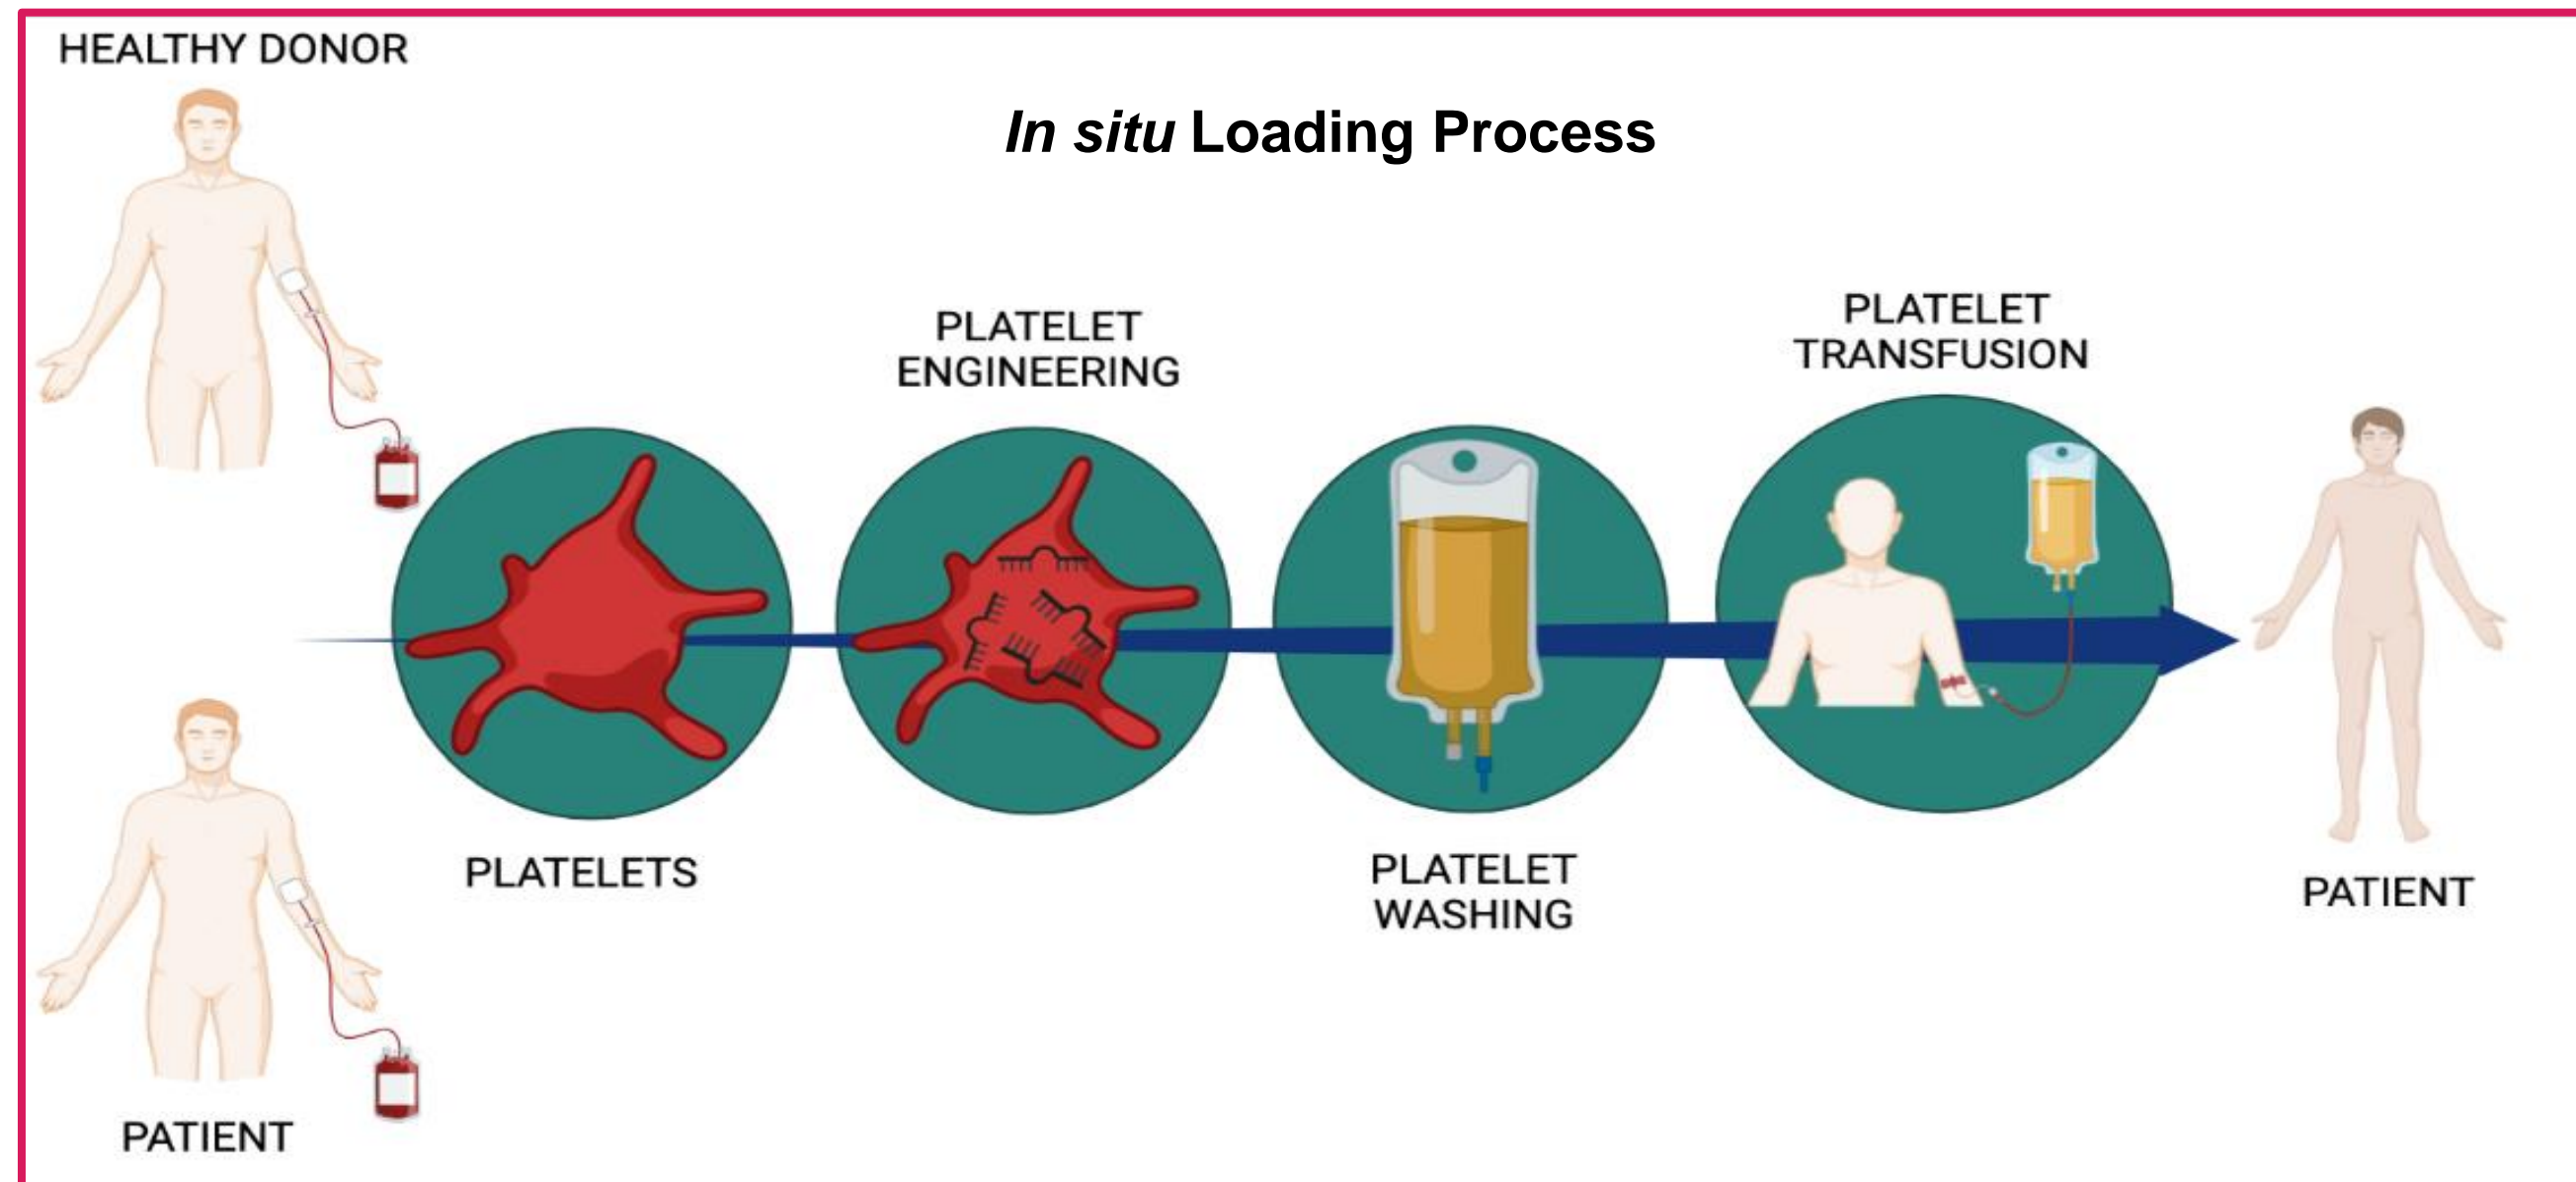 HEALTHY DONOR
In situ Loading Process
PLATELET
ENGINEERING
PLATELET
TRANSFUSION
PLATELETS
PLATELET
WASHING
PATIENT
PATIENT